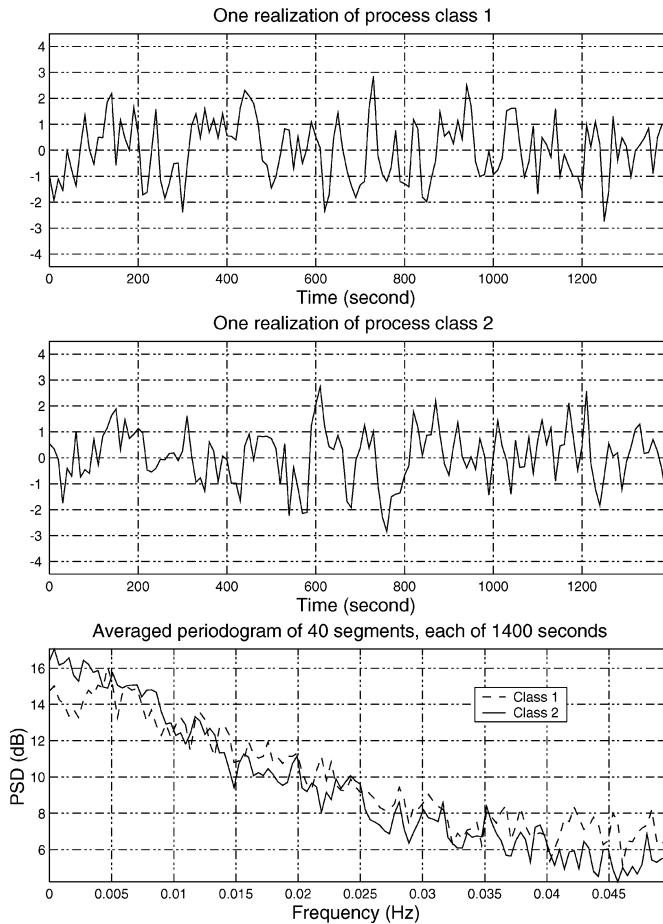 One realization of process class 1
4
3
2
1
0
-1
-2
-3
-4
0 200 400 600 800 1000 1200
Time (second)
One realization of process class 2
4
3
2
1
0
-1
-2
-3
-4
0 200 400 600 800 1000 1200
Time (second)
Averaged periodogram of 40 segments, each of 1400 seconds
PSD (dB)
16
14
12
10
8
6
Class 1
Class 2
0 0.005 0.01 0.015 0.02 0.025 0.03 0.035 0.04 0.045
Frequency (Hz)